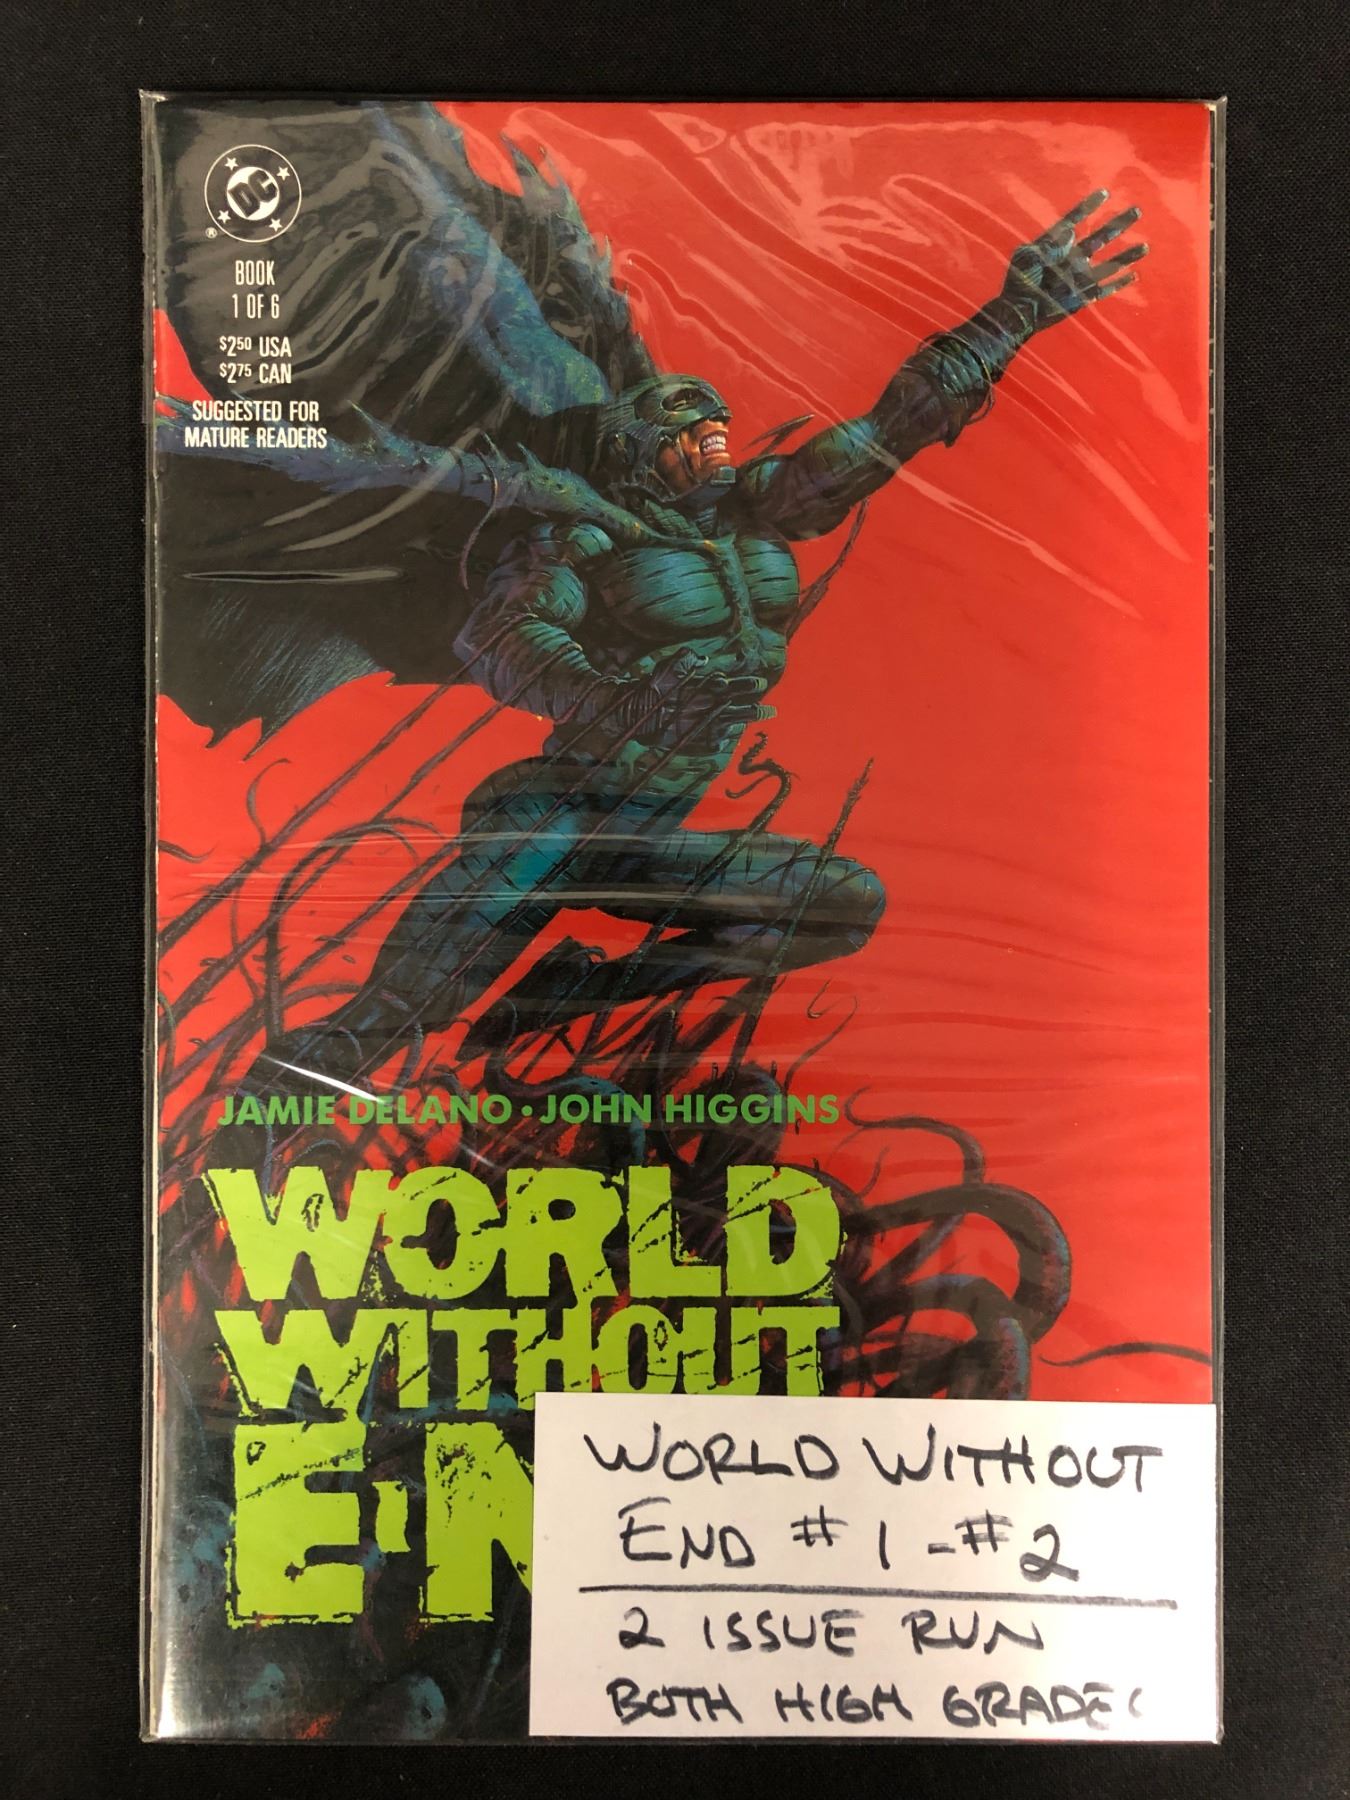 DC
®
BOOK
1 OF 6
$2.50 USA
$2.75 CAN
SUGGESTED FOR
MATURE READERS
JAMIE DELANO • JOHN HIGGINS
WORLD
WITHOUT
EN
WORLD WITHOUT
END #1-#2
2 ISSUE RUN
BOTH HIGH GRADE